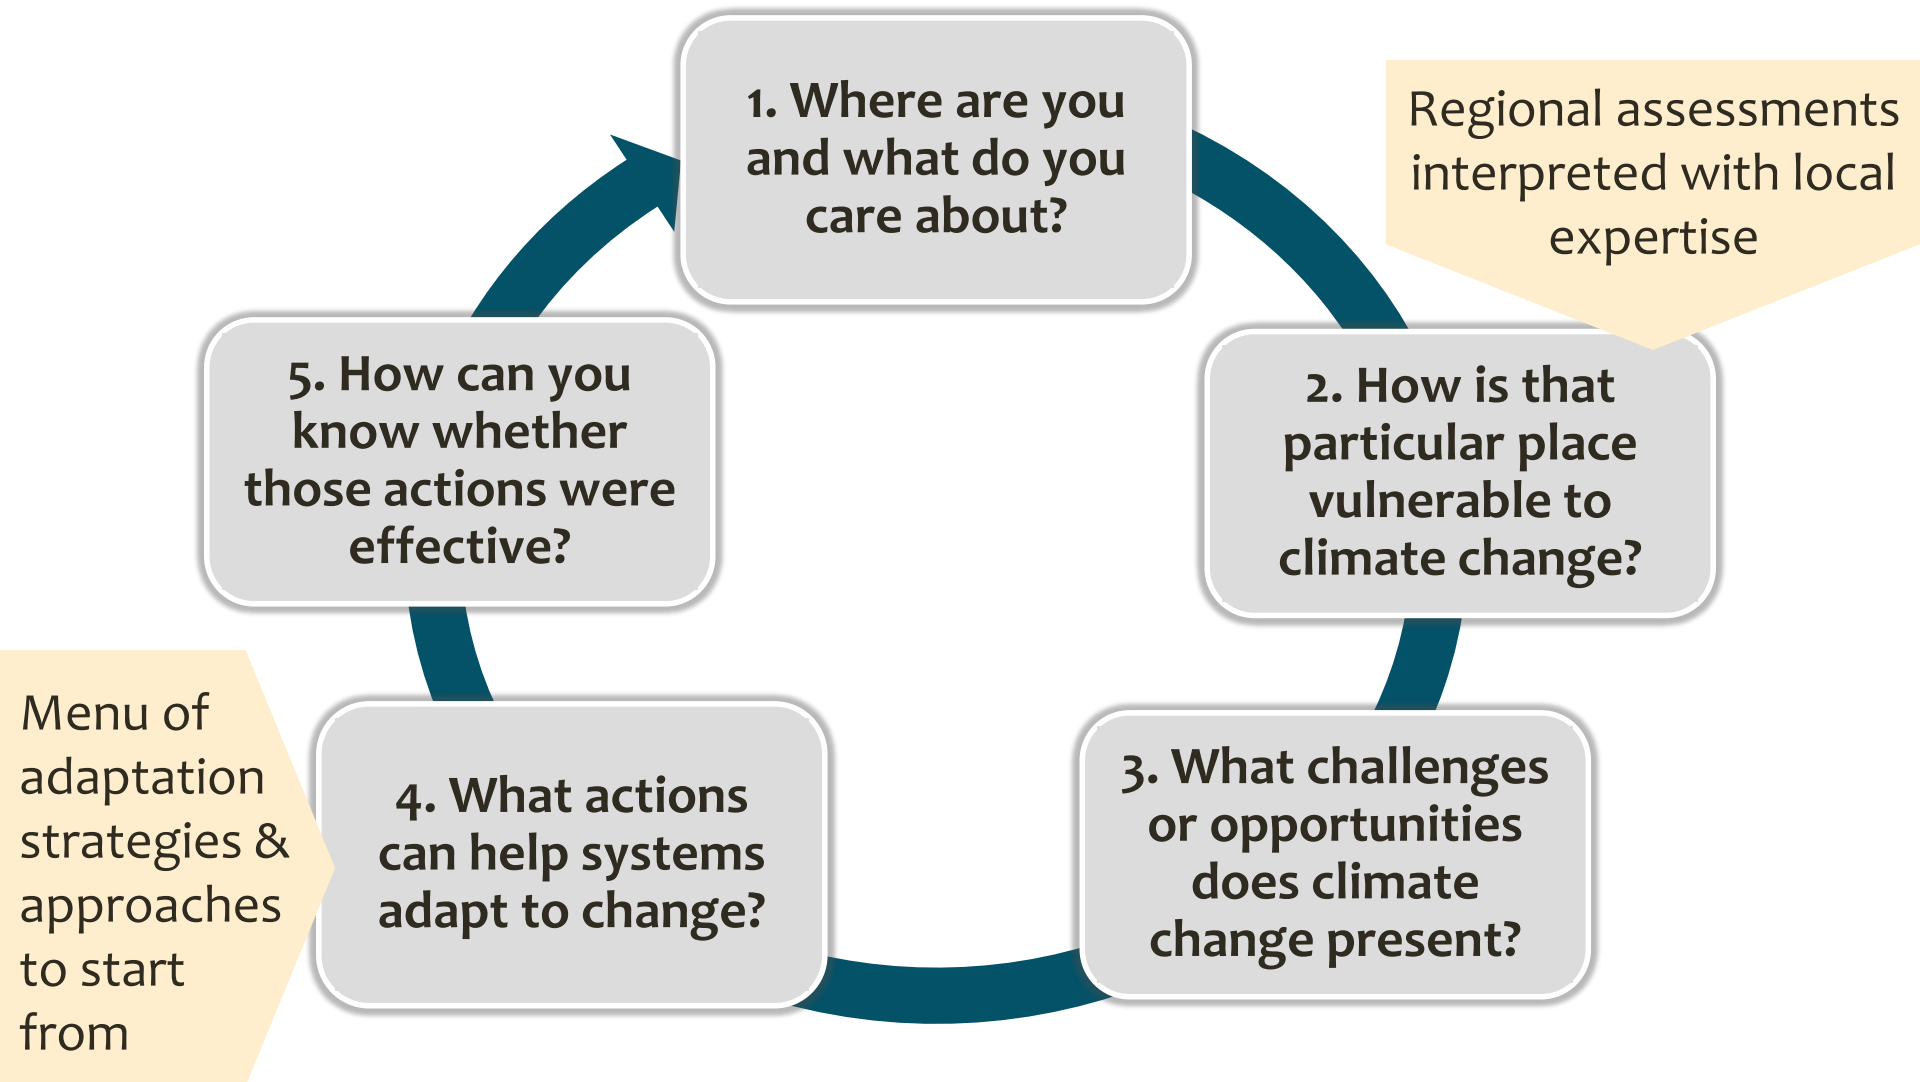 1. Where are you
and what do you
care about?
Regional assessments
interpreted with local
expertise
2. How is that
particular place
vulnerable to
climate change?
3. What challenges
or opportunities
does climate
change present?
4. What actions
can help systems
adapt to change?
Menu of
adaptation
strategies &
approaches
to start
from
5. How can you
know whether
those actions were
effective?